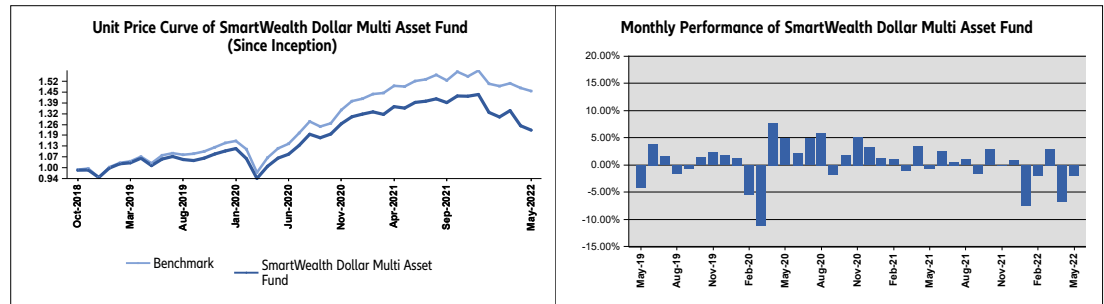 Unit Price Curve of SmartWealth Dollar Multi Asset Fund
(Since Inception)
1.52
1.45
1.39
1.32
1.26
1.19
1.13
1.07
1.00
0.94
Oct-2018
Mar-2019
Aug-2019
Jan-2020
Jun-2020
Nov-2020
Apr-2021
Sep-2021
May-2022
Benchmark
SmartWealth Dollar Multi Asset
Fund
Monthly Performance of SmartWealth Dollar Multi Asset Fund
20.00%
15.00%
10.00%
5.00%
0.00%
-5.00%
-10.00%
-15.00%
May-19
Aug-19
Nov-19
Feb-20
May-20
Aug-20
Nov-20
Feb-21
May-21
Aug-21
Nov-21
Feb-22
May-22